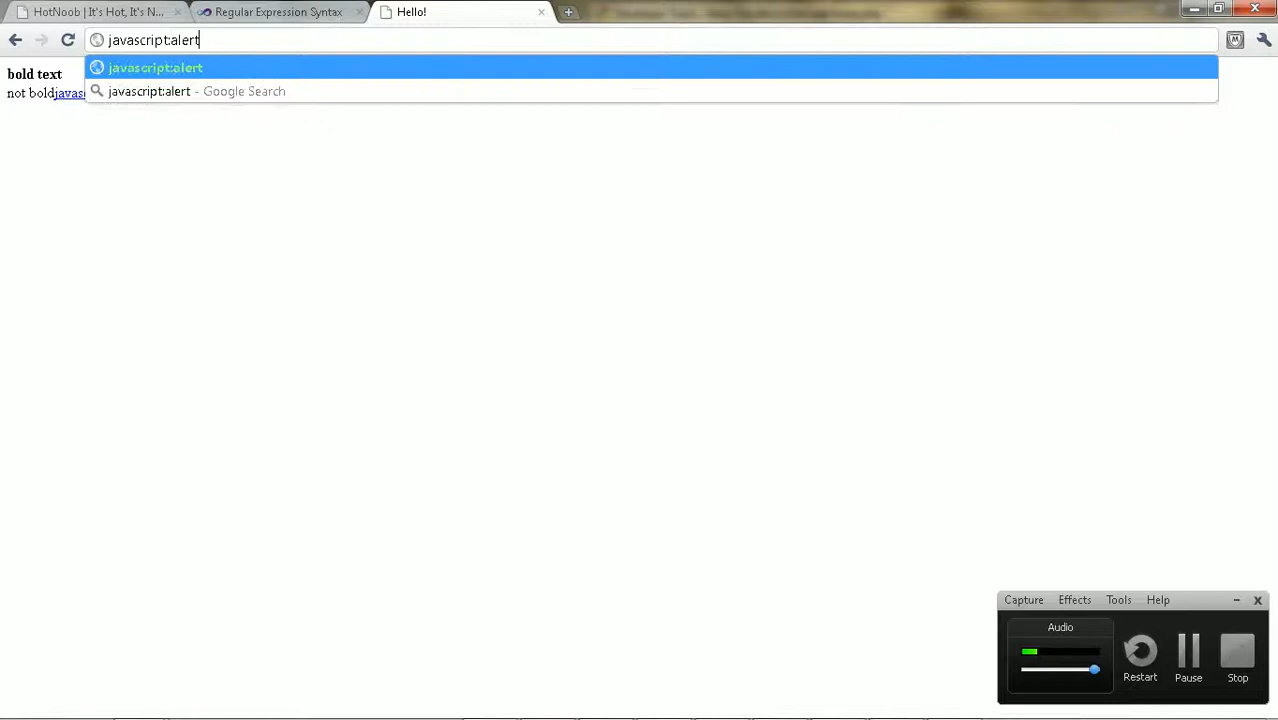 HotNoob | It's Hot, It's N...
Regular Expression Syntax
Hello!
javascript:alert
javascript:alert
javascript:alert - Google Search
bold text
not boldjavas
Capture Effects Tools Help
Audio
Restart Pause Stop